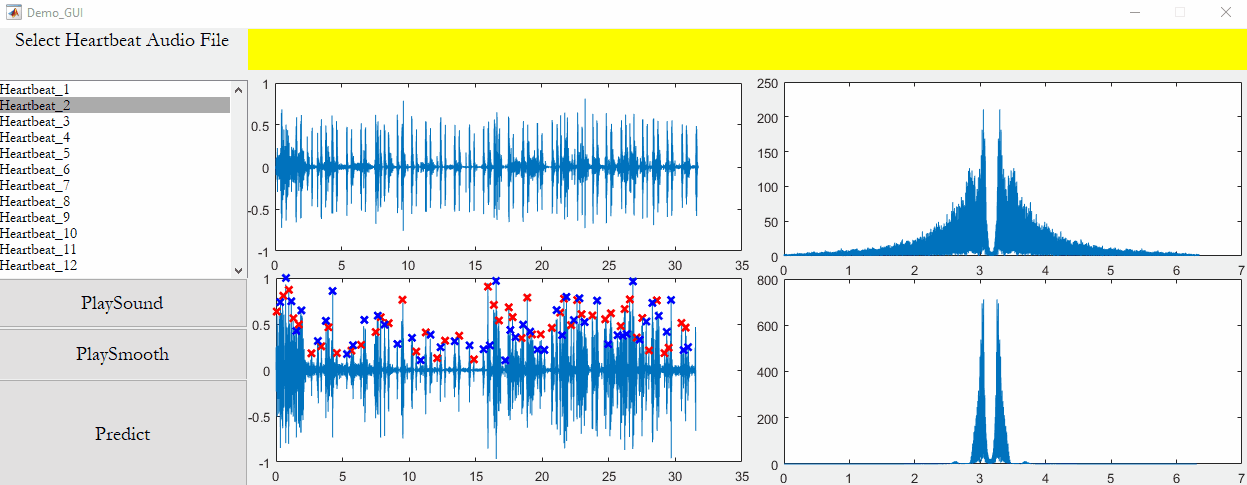 Demo_GUI
Select Heartbeat Audio File
Heartbeat_1
Heartbeat_2
Heartbeat_3
Heartbeat_4
Heartbeat_5
Heartbeat_6
Heartbeat_7
Heartbeat_8
Heartbeat_9
Heartbeat_10
Heartbeat_11
Heartbeat_12
PlaySound
PlaySmooth
Predict
1
0.5
0
-0.5
-1
0 5 10 15 20 25 30 35
250
200
150
100
50
0
0 1 2 3 4 5 6 7
1
0.5
0
-0.5
-1
0 5 10 15 20 25 30 35
800
600
400
200
0
0 1 2 3 4 5 6 7